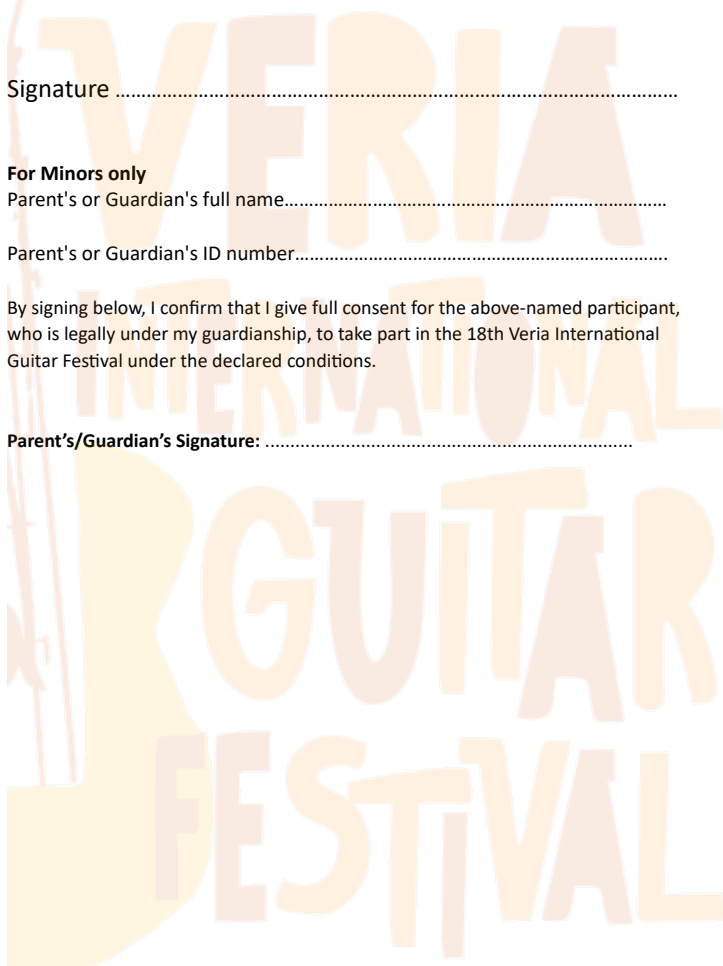 Signature ……………………………………………………………………………………
For Minors only
Parent's or Guardian's full name…………………………………………………………………
Parent's or Guardian's ID number……………………………………………………………….
By signing below, I confirm that I give full consent for the above-named participant,
who is legally under my guardianship, to take part in the 18th Veria International
Guitar Festival under the declared conditions.
Parent’s/Guardian’s Signature: ........................................................................
VERIA
INTERNATIONAL
GUITAR
FESTIVAL